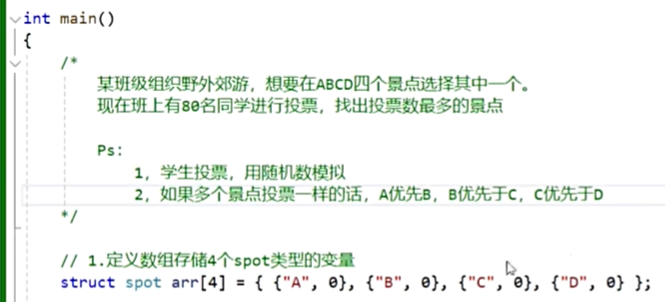 int main()
{
/*
某班级组织野外郊游，想要在ABCD四个景点选择其中一个。
现在班上有80名同学进行投票，找出投票数最多的景点
Ps:
1，学生投票，用随机数模拟
2，如果多个景点投票一样的话，A优先B，B优先于C，C优先于D
*/
// 1.定义数组存储4个spot类型的变量
struct spot arr[4] = { {"A", 0}, {"B", 0}, {"C", 0}, {"D", 0} };